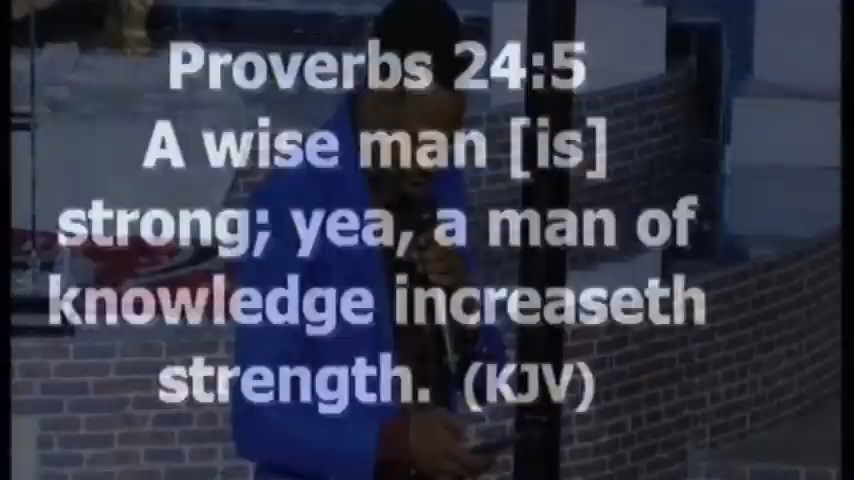 Proverbs 24:5
A wise man [is]
strong; yea, a man of
knowledge increaseth
strength. (KJV)